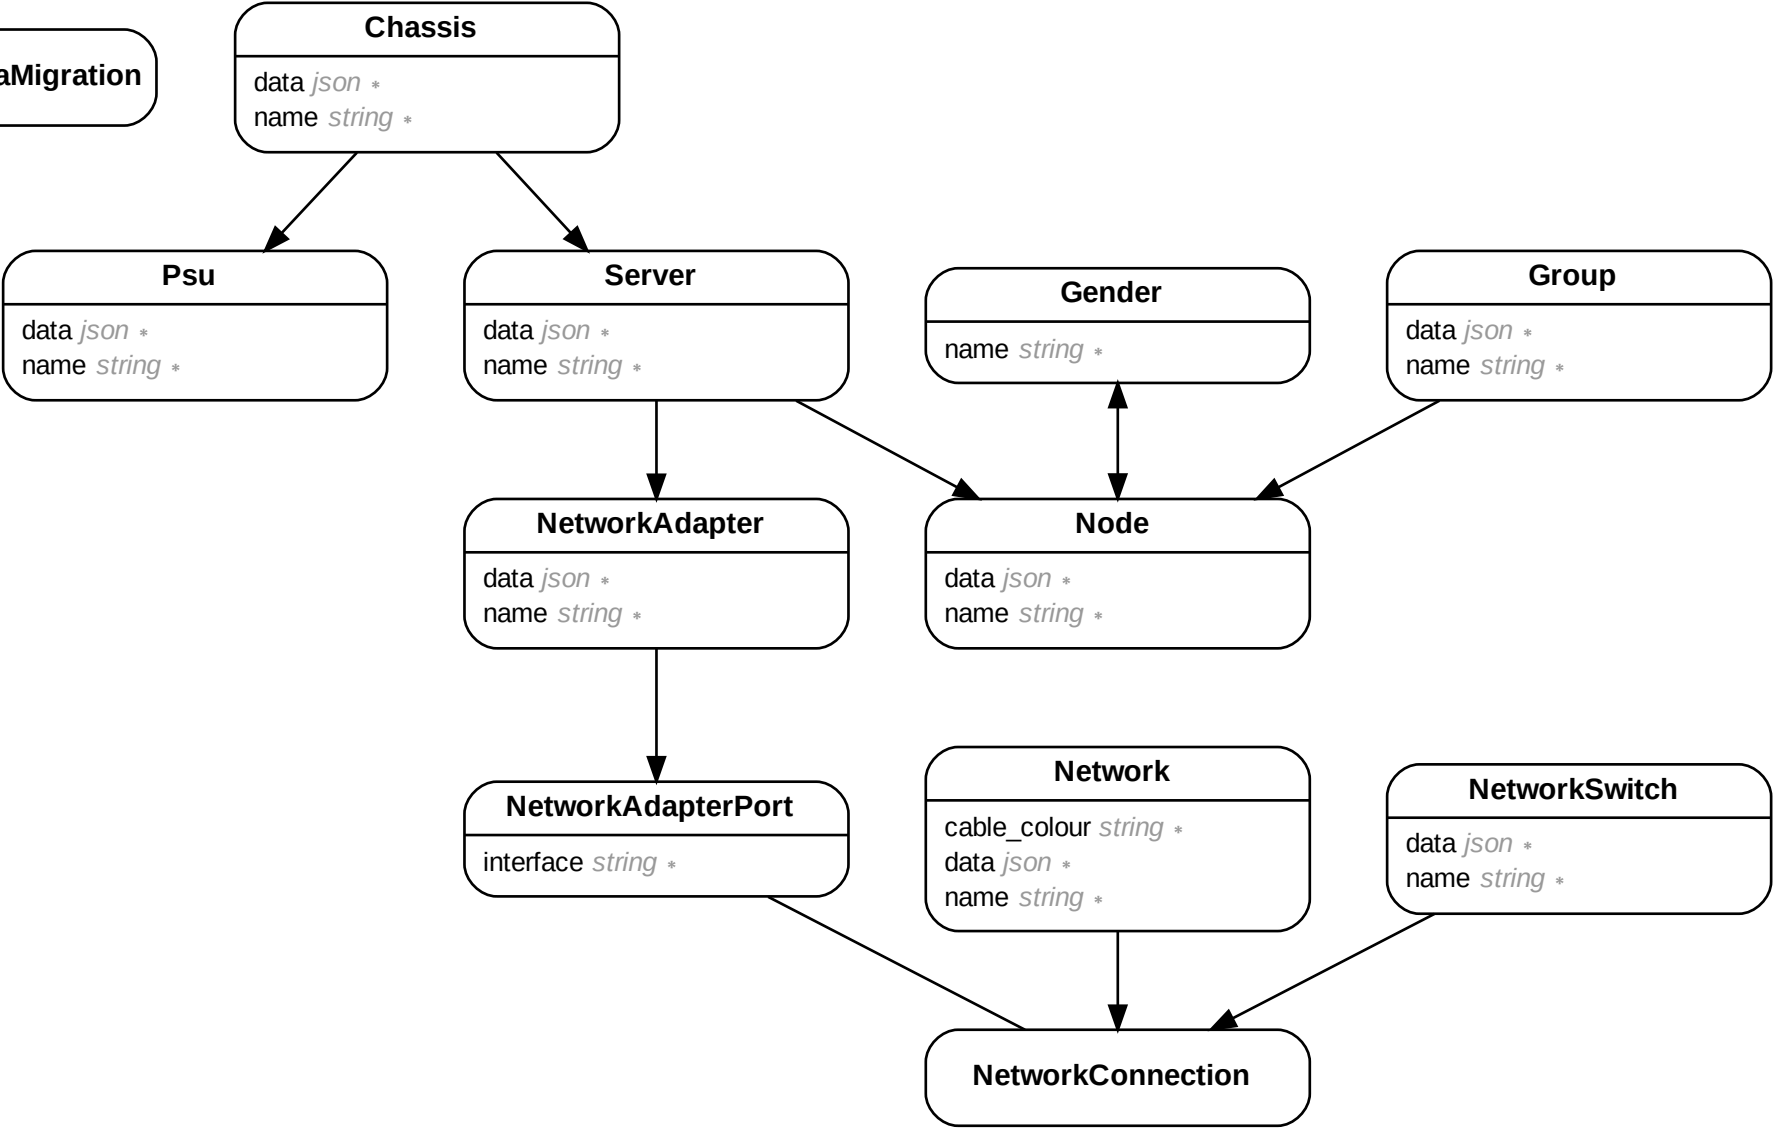 Chassis
data json *
name string *
aMigration
Psu
data json *
name string *
Server
data json *
name string *
Gender
name string *
Group
data json *
name string *
NetworkAdapter
data json *
name string *
Node
data json *
name string *
NetworkAdapterPort
interface string *
Network
cable_colour string *
data json *
name string *
NetworkSwitch
data json *
name string *
NetworkConnection